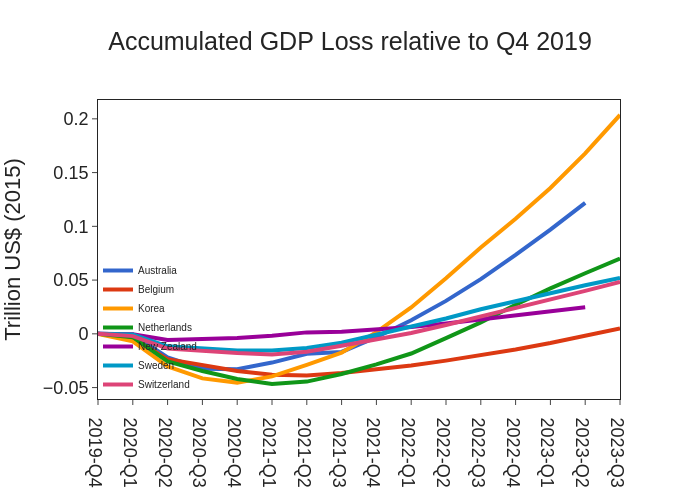 Accumulated GDP Loss relative to Q4 2019
Trillion US$ (2015)
0.2
0.15
0.1
0.05
0
−0.05
Australia
Belgium
Korea
Netherlands
New Zealand
Sweden
Switzerland
2019-Q4
2020-Q1
2020-Q2
2020-Q3
2020-Q4
2021-Q1
2021-Q2
2021-Q3
2021-Q4
2022-Q1
2022-Q2
2022-Q3
2022-Q4
2023-Q1
2023-Q2
2023-Q3